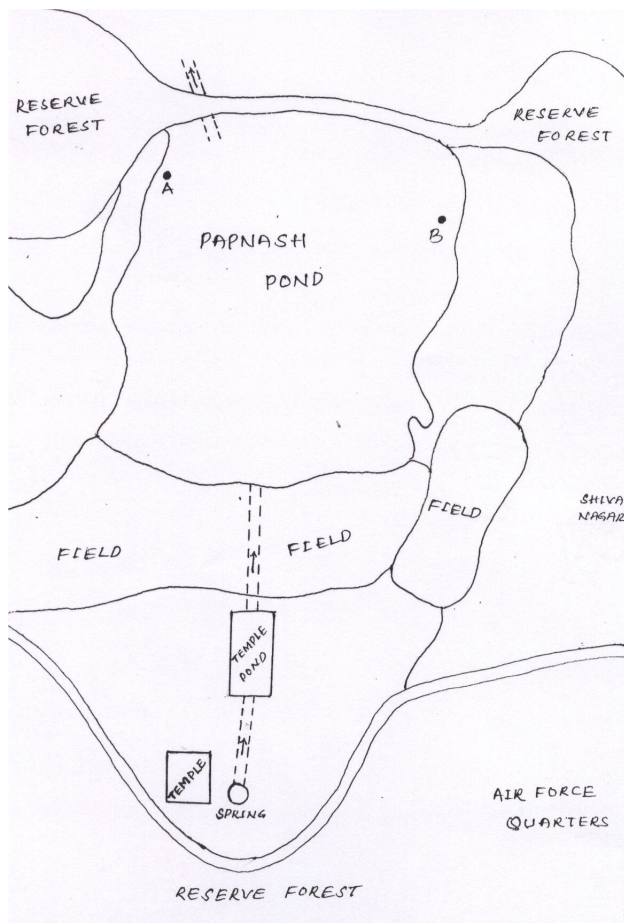 RESERVE
FOREST
RESERVE
FOREST
A
B
PAPNASH
POND
SHIVA
NAGAR
FIELD
FIELD
FIELD
TEMPLE
POND
TEMPLE
SPRING
AIR FORCE
QUARTERS
RESERVE FOREST